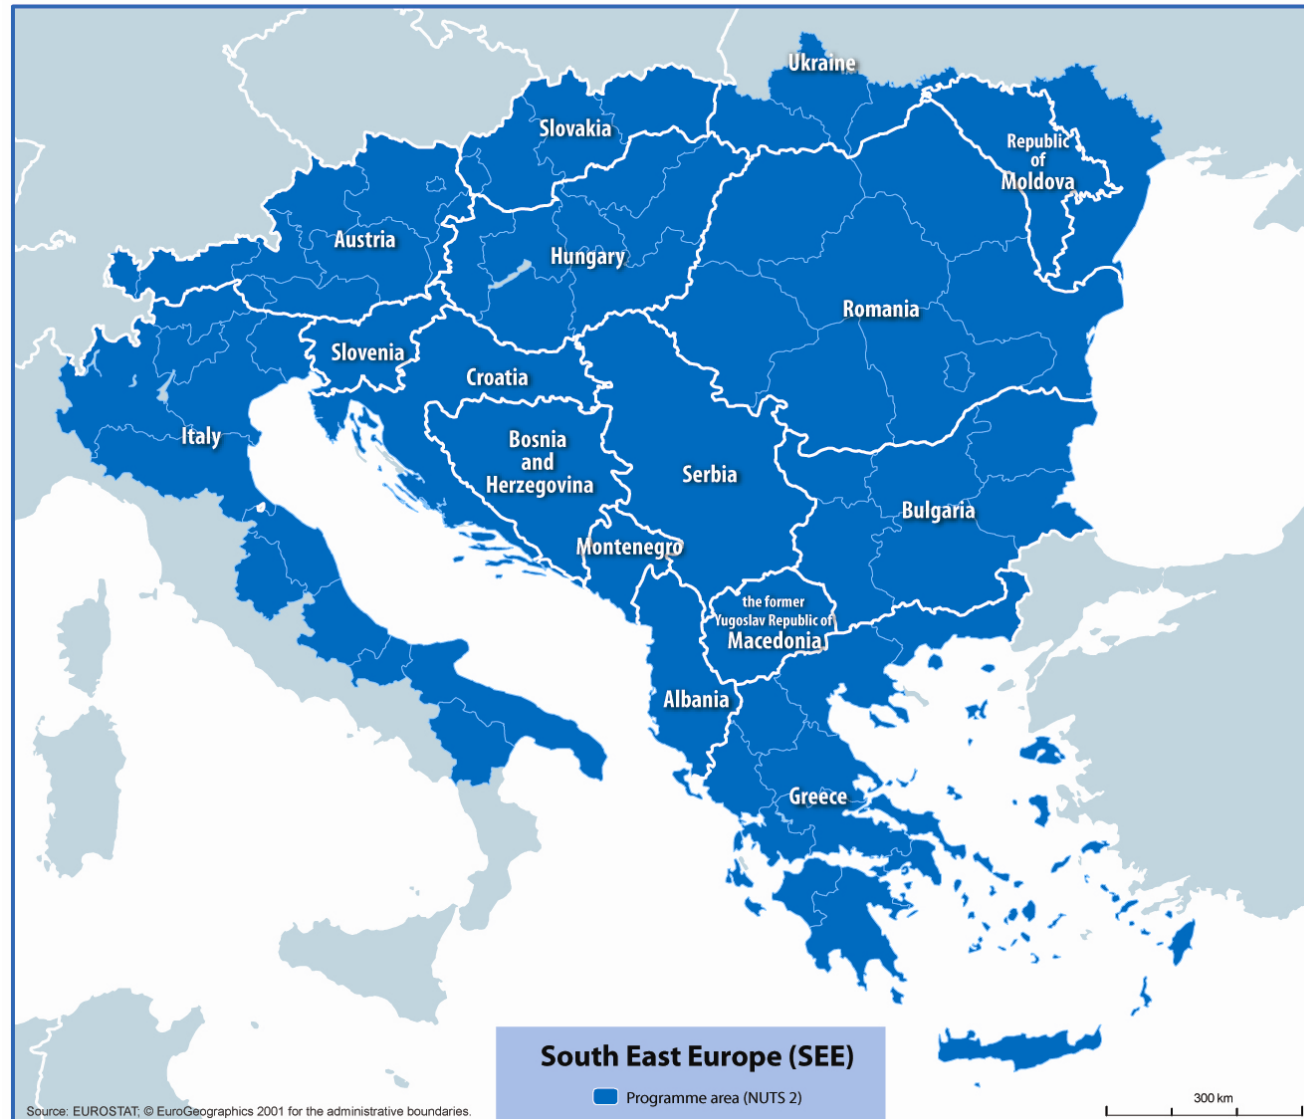 Ukraine
Slovakia
Republic
of
Moldova
Austria
Hungary
Romania
Slovenia
Croatia
Italy
Bosnia
and
Herzegovina
Serbia
Bulgaria
Montenegro
the former
Yugoslav Republic of
Macedonia
Albania
Greece
South East Europe (SEE)
Programme area (NUTS 2)
300 km
Source: EUROSTAT; © EuroGeographics 2001 for the administrative boundaries.